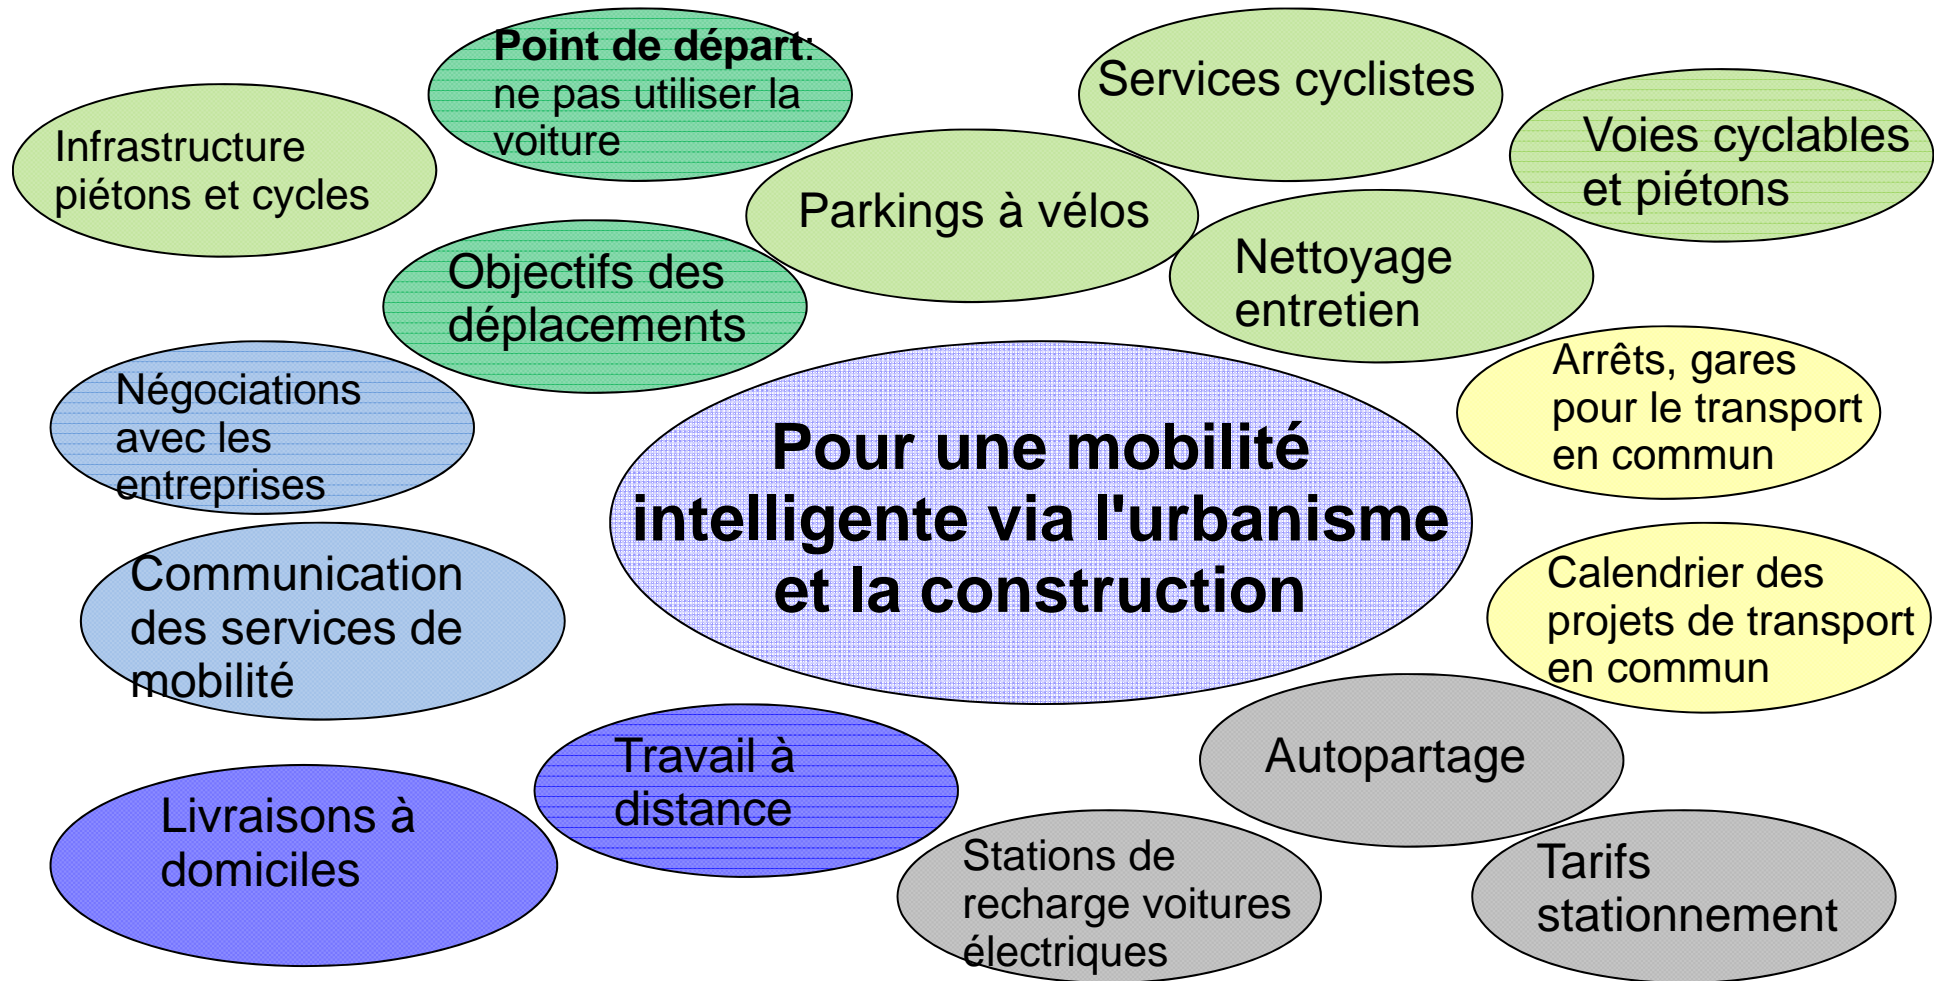 Point de départ:
ne pas utiliser la
voiture
Services cyclistes
Infrastructure
piétons et cycles
Voies cyclables
et piétons
Parkings à vélos
Objectifs des
déplacements
Nettoyage
entretien
Négociations
avec les
entreprises
Arrêts, gares
pour le transport
en commun
Pour une mobilité
intelligente via l'urbanisme
et la construction
Communication
des services de
mobilité
Calendrier des
projets de transport
en commun
Travail à
distance
Autopartage
Livraisons à
domiciles
Stations de
recharge voitures
électriques
Tarifs
stationnement